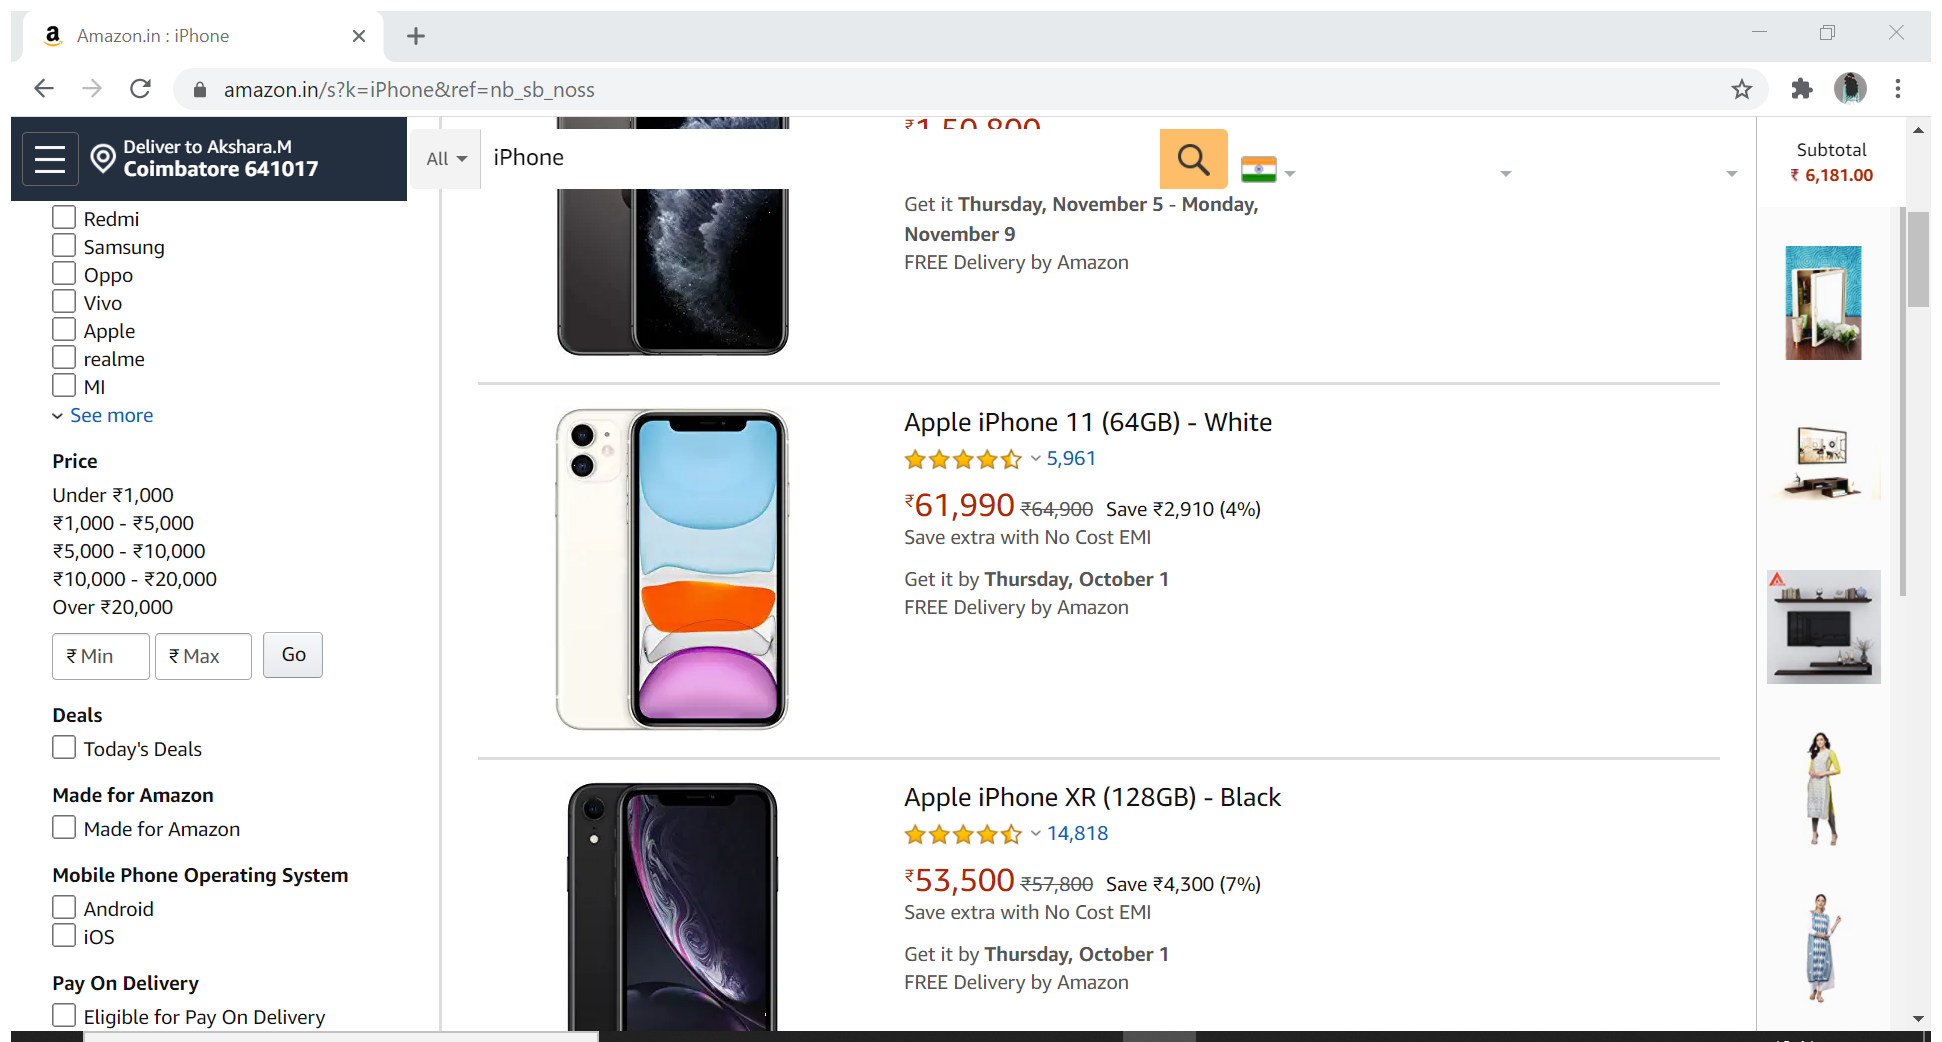 Amazon.in : iPhone
amazon.in/s?k=iPhone&ref=nb_sb_noss
Deliver to Akshara.M
Coimbatore 641017
All
iPhone
Subtotal
₹ 6,181.00
Redmi
Samsung
Oppo
Vivo
Apple
realme
MI
See more
Price
Under ₹1,000
₹1,000 - ₹5,000
₹5,000 - ₹10,000
₹10,000 - ₹20,000
Over ₹20,000
₹ Min
₹ Max
Go
Deals
Today's Deals
Made for Amazon
Made for Amazon
Mobile Phone Operating System
Android
iOS
Pay On Delivery
Eligible for Pay On Delivery
₹1,50,800
Get it Thursday, November 5 - Monday,
November 9
FREE Delivery by Amazon
Apple iPhone 11 (64GB) - White
5,961
₹61,990 ₹64,900 Save ₹2,910 (4%)
Save extra with No Cost EMI
Get it by Thursday, October 1
FREE Delivery by Amazon
Apple iPhone XR (128GB) - Black
14,818
₹53,500 ₹57,800 Save ₹4,300 (7%)
Save extra with No Cost EMI
Get it by Thursday, October 1
FREE Delivery by Amazon